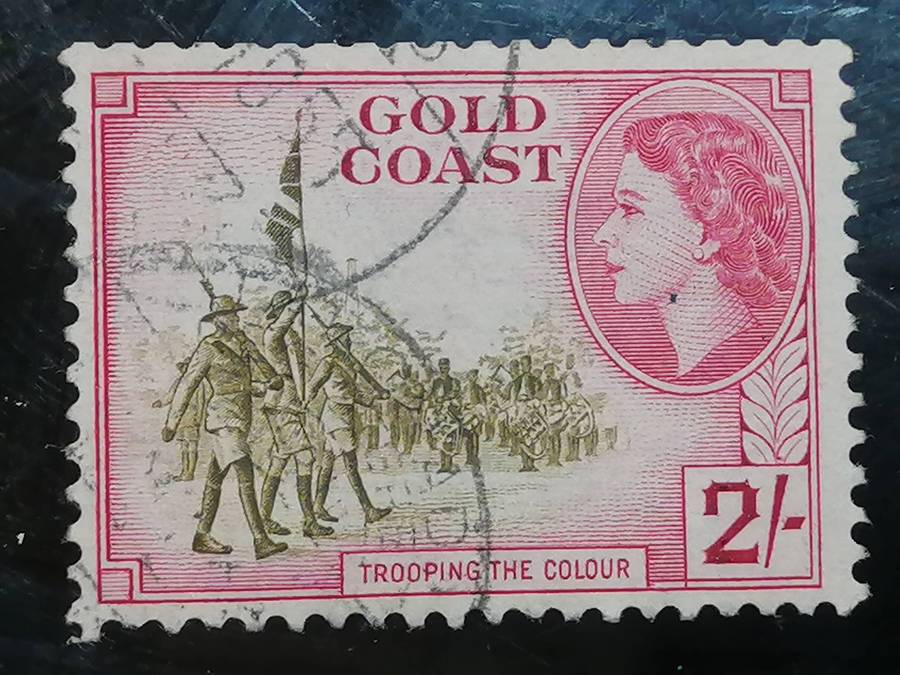 GOLD
COAST
TROOPING THE COLOUR
2/-